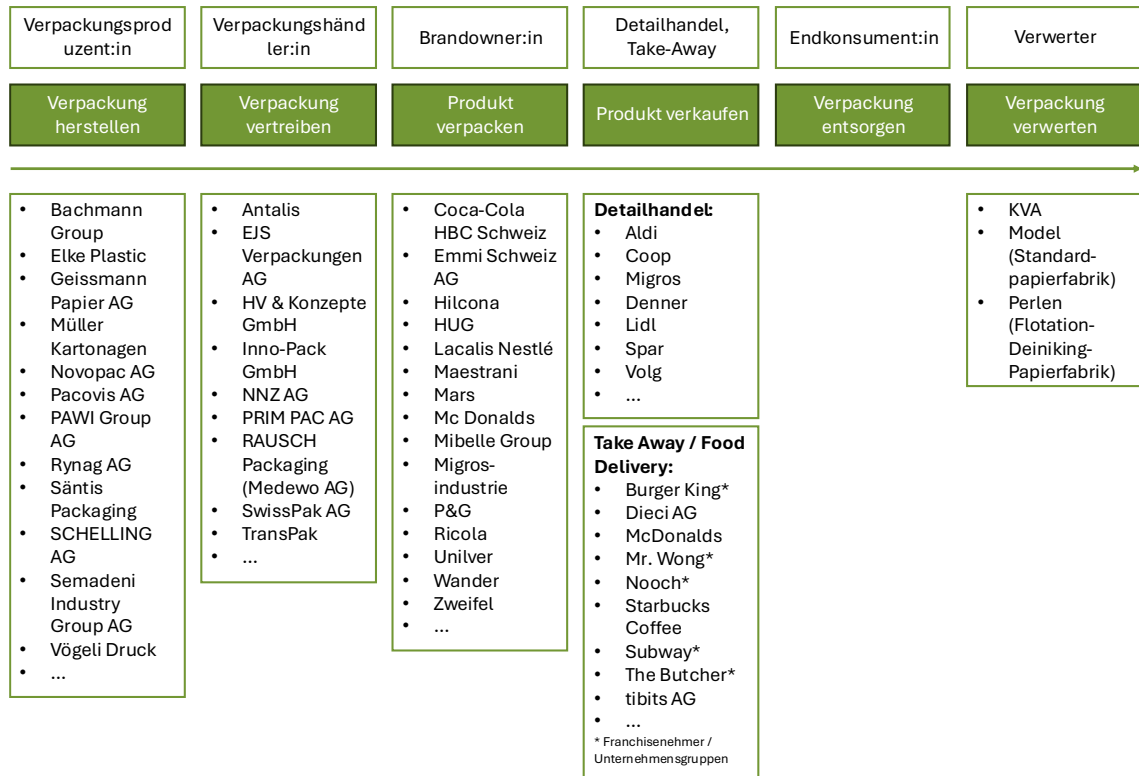 Verpackungsprod
uzent:in
Verpackungshänd
ler:in
Brandowner:in
Detailhandel,
Take-Away
Endkonsument:in
Verwerter
Verpackung
herstellen
Verpackung
vertreiben
Produkt
verpacken
Produkt verkaufen
Verpackung
entsorgen
Verpackung
verwerten
• Bachmann
Group
• Elke Plastic
• Geissmann
Papier AG
• Müller
Kartonagen
• Novopac AG
• Pacovis AG
• PAWI Group
AG
• Rynag AG
• Säntis
Packaging
• SCHELLING
AG
• Semadeni
Industry
Group AG
• Vögeli Druck
• ...
• Antalis
• EJS
Verpackungen
AG
• HV & Konzepte
GmbH
• Inno-Pack
GmbH
• NNZ AG
• PRIM PAC AG
• RAUSCH
Packaging
(Medewo AG)
• SwissPak AG
• TransPak
• ...
• Coca-Cola
HBC Schweiz
• Emmi Schweiz
AG
• Hilcona
• HUG
• Lacalis Nestlé
• Maestrani
• Mars
• Mc Donalds
• Mibelle Group
• Migros-
industrie
• P&G
• Ricola
• Unilver
• Wander
• Zweifel
• ...
Detailhandel:
• Aldi
• Coop
• Migros
• Denner
• Lidl
• Spar
• Volg
• ...
Take Away / Food
Delivery:
• Burger King*
• Dieci AG
• McDonalds
• Mr. Wong*
• Nooch*
• Starbucks
Coffee
• Subway*
• The Butcher*
• tibits AG
• ...
* Franchisenehmer /
Unternehmensgruppen
• KVA
• Model
(Standard-
papierfabrik)
• Perlen
(Flotation-
Deiniking-
Papierfabrik)